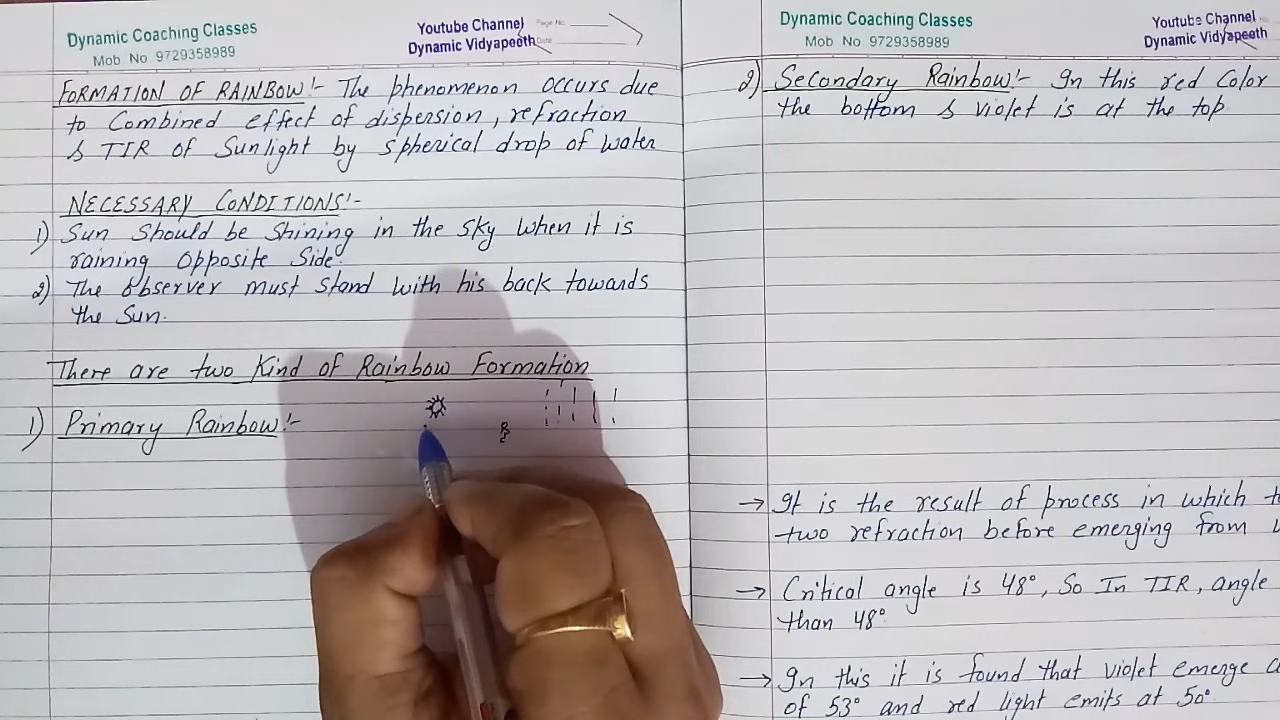 Dynamic Coaching Classes
Mob No 9729358989
Youtube Channel
Dynamic Vidyapeeth
Page No.
Date
FORMATION OF RAINBOW:- The phenomenon occurs due
to Combined effect of dispension, refraction
& TIR of Sunlight by spherical drop of water
NECESSARY CONDITIONS:-
1) Sun should be shining in the sky when it is
raining opposite side.
2) The observer must stand with his back towards
the Sun.
There are two Kind of Rainbow Formation
1) Primary Rainbow:-
Dynamic Coaching Classes
Mob No 9729358989
Youtube Channel
Dynamic Vidyapeeth
2) Secondary Rainbow:- In this red Color
the bottom & violet is at the top
→ It is the result of process in which
two refraction before emerging from
→ Critical angle is 48°, So In TIR, angle
than 48°
→ In this it is found that violet emerge
of 53° and red light emits at 50°